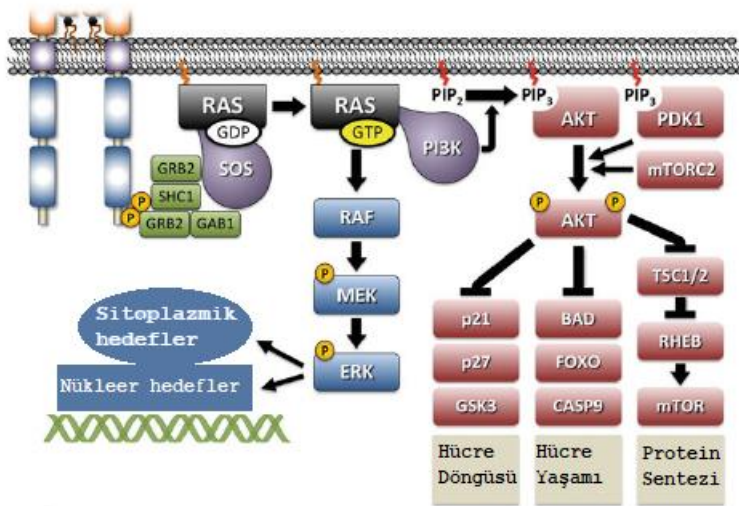 RAS
GDP
SOS
GRB2
SHC1
P
P
GRB2
GAB1
RAS
GTP
PI3K
RAF
P
MEK
P
ERK
Sitoplazmik
hedefler
Nükleer hedefler
PIP2
PIP3
AKT
PIP3
PDK1
mTORC2
P
AKT
P
p21
p27
GSK3
Hücre
Döngüsü
BAD
FOXO
CASP9
Hücre
Yaşamı
TSC1/2
RHEB
mTOR
Protein
Sentezi